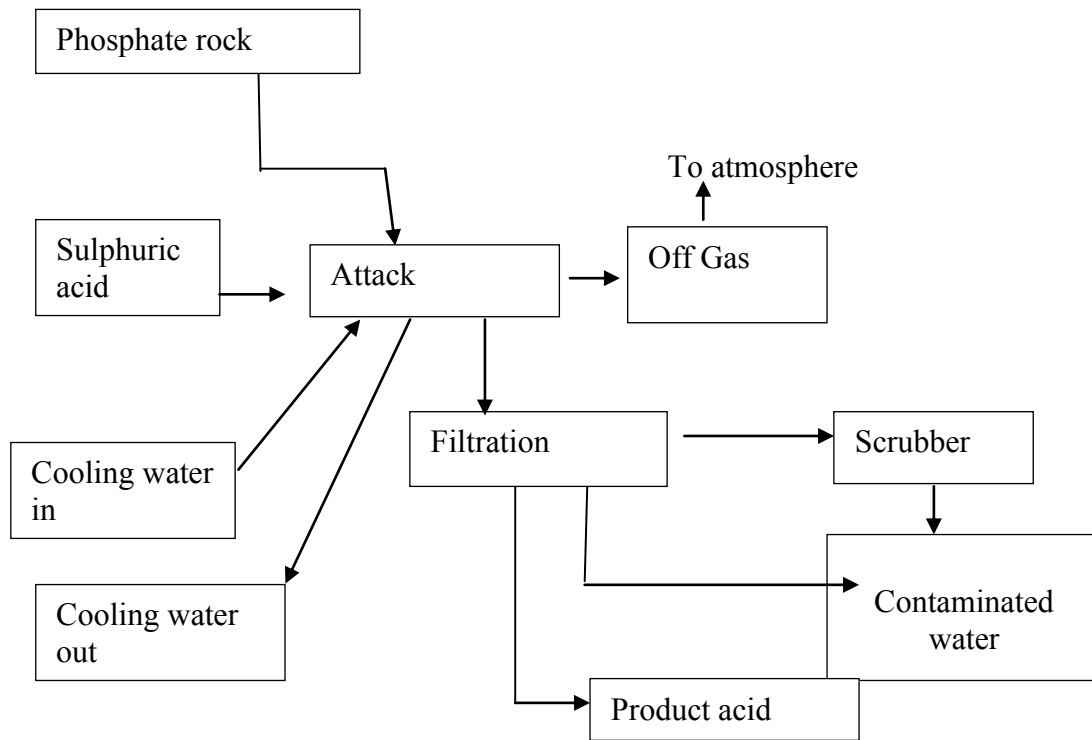 Phosphate rock
To atmosphere
Sulphuric
acid
Attack
Off Gas
Filtration
Scrubber
Cooling water
in
Cooling water
out
Contaminated
water
Product acid